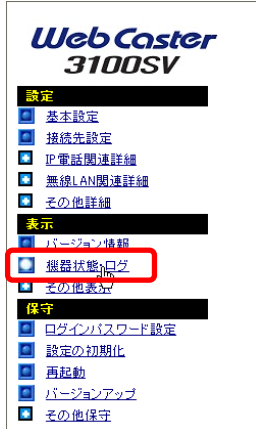 Web Caster
3100SV
設定
基本設定
接続先設定
IP電話関連詳細
無線LAN関連詳細
その他詳細
表示
バージョン情報
機器状態・ログ
その他表示
保守
ログインパスワード設定
設定の初期化
再起動
バージョンアップ
その他保守